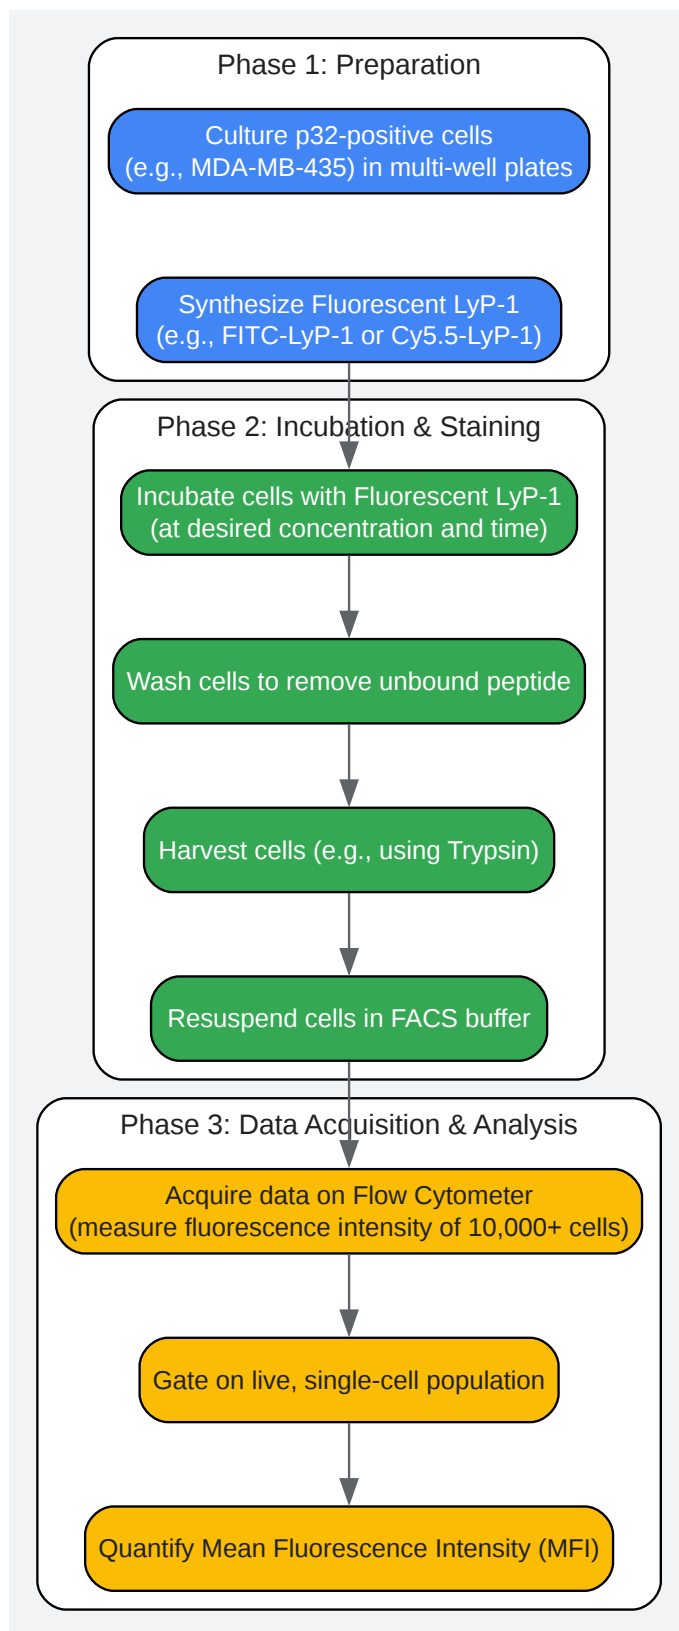 Phase 1: Preparation
Culture p32-positive cells
(e.g., MDA-MB-435) in multi-well plates
Synthesize Fluorescent LyP-1
(e.g., FITC-LyP-1 or Cy5.5-LyP-1)
Phase 2: Incubation & Staining
Incubate cells with Fluorescent LyP-1
(at desired concentration and time)
Wash cells to remove unbound peptide
Harvest cells (e.g., using Trypsin)
Resuspend cells in FACS buffer
Phase 3: Data Acquisition & Analysis
Acquire data on Flow Cytometer
(measure fluorescence intensity of 10,000+ cells)
Gate on live, single-cell population
Quantify Mean Fluorescence Intensity (MFI)